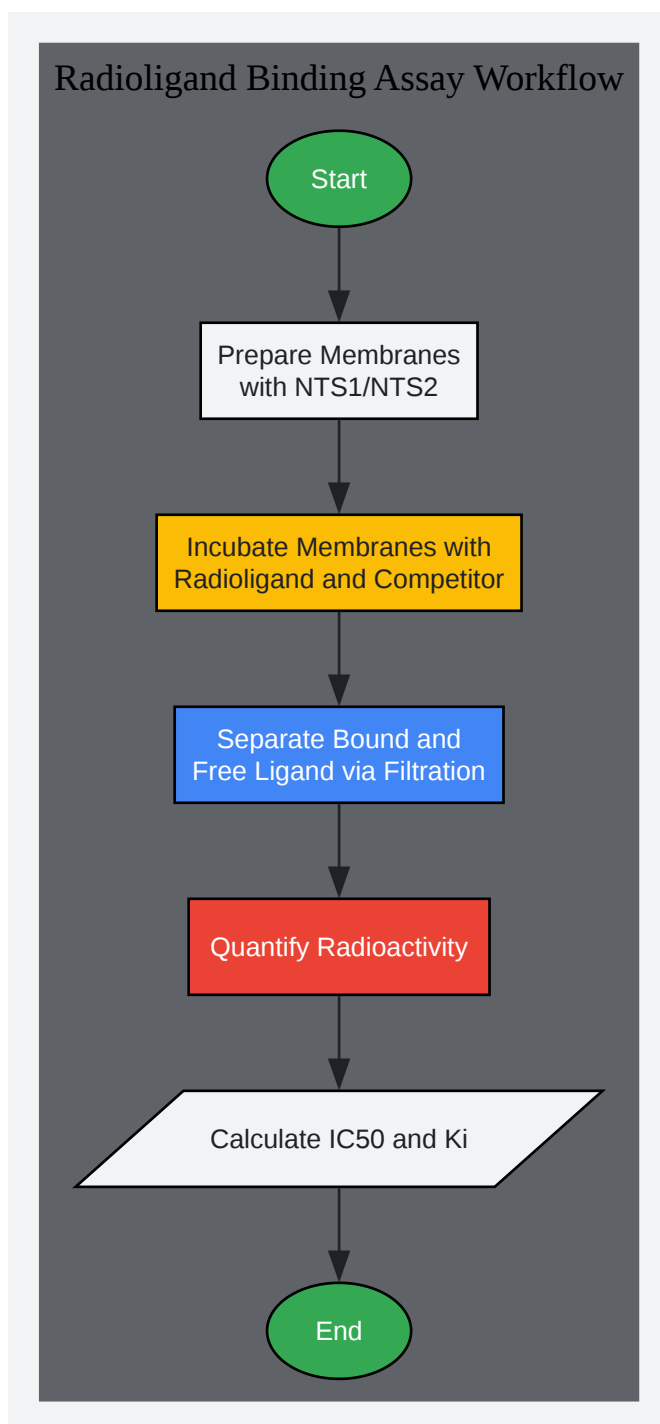 Radioligand Binding Assay Workflow
Start
Prepare Membranes
with NTS1/NTS2
Incubate Membranes with
Radioligand and Competitor
Separate Bound and
Free Ligand via Filtration
Quantify Radioactivity
Calculate IC50 and Ki
End